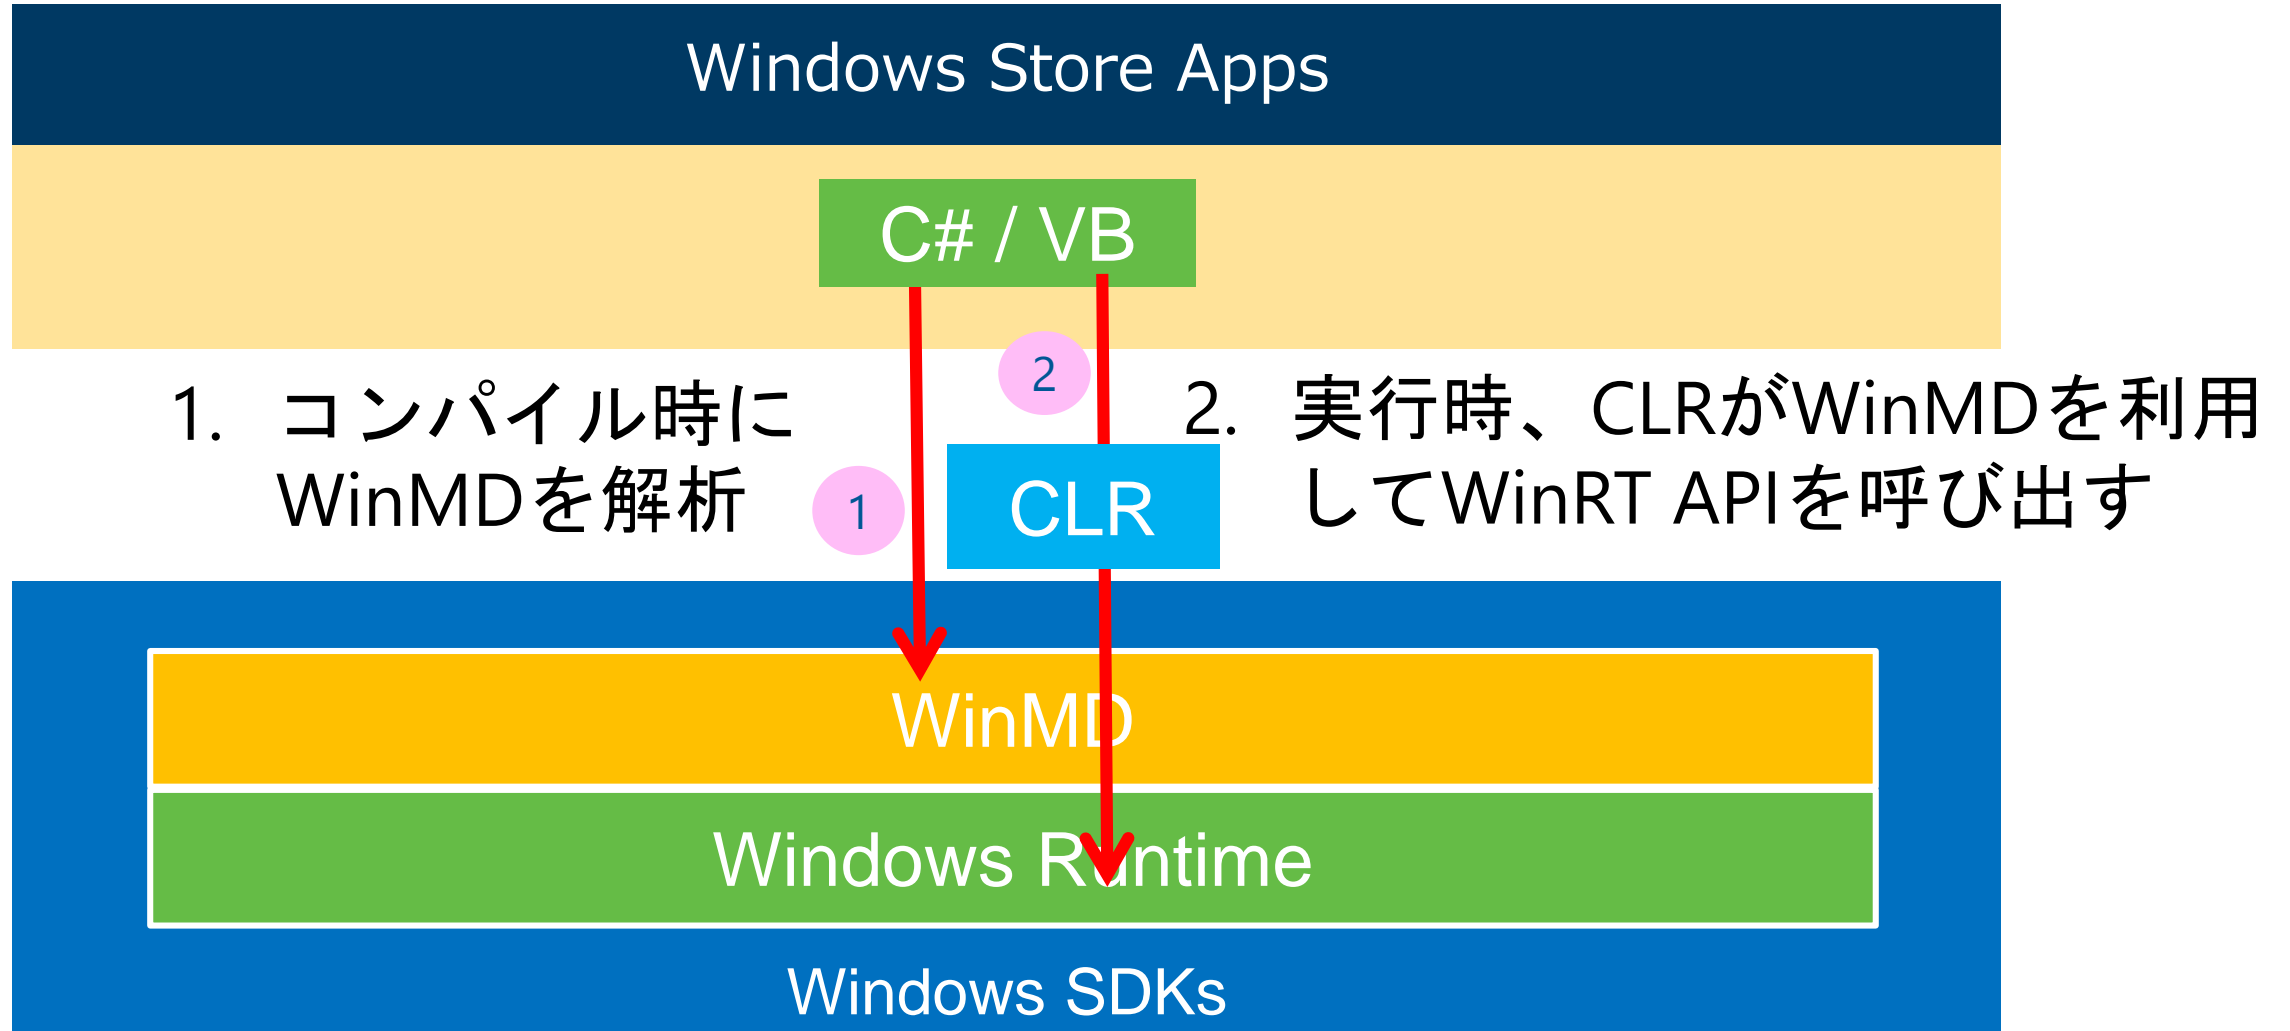 Windows Store Apps
C# / VB
2
1. コンパイル時に
WinMDを解析
1
CLR
2. 実行時、CLRがWinMDを利用
してWinRT APIを呼び出す
WinMD
Windows Runtime
Windows SDKs